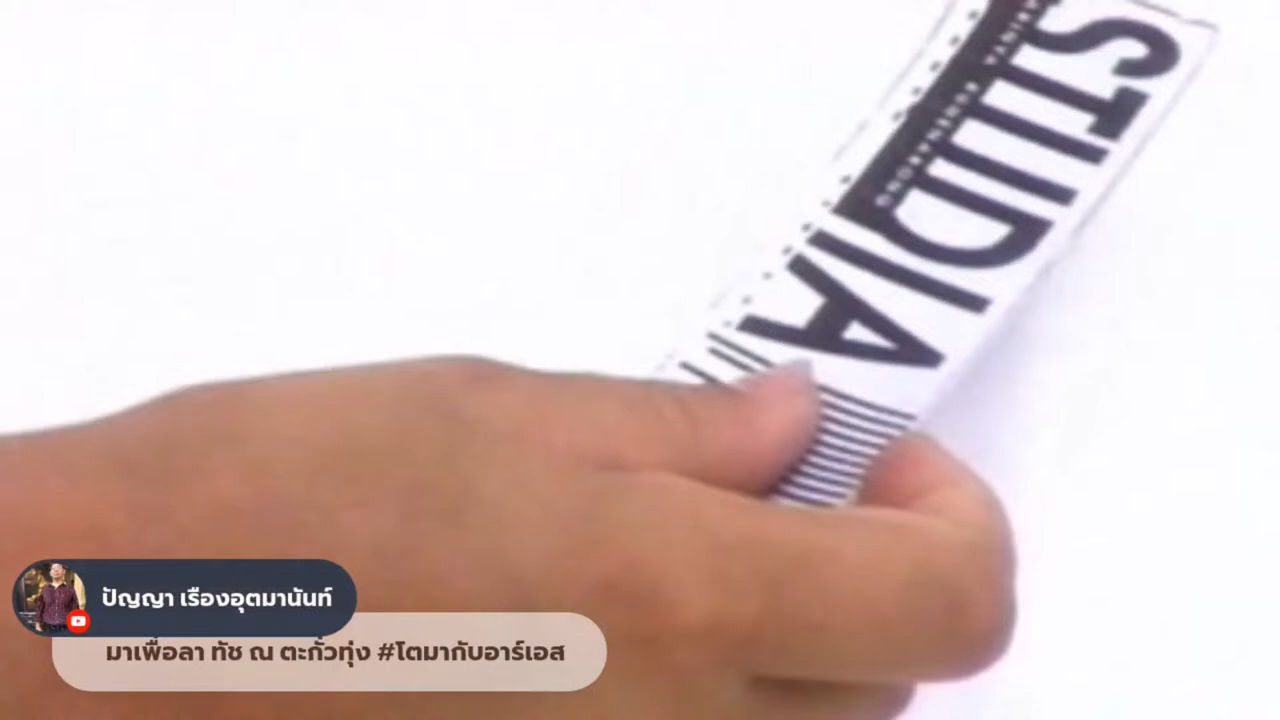 STUDIA
ปัญญา เรืองอุตมานันท์
มาเพื่อลา ทัช ณ ตะกั่วทุ่ง #โตมากับอาร์เอส